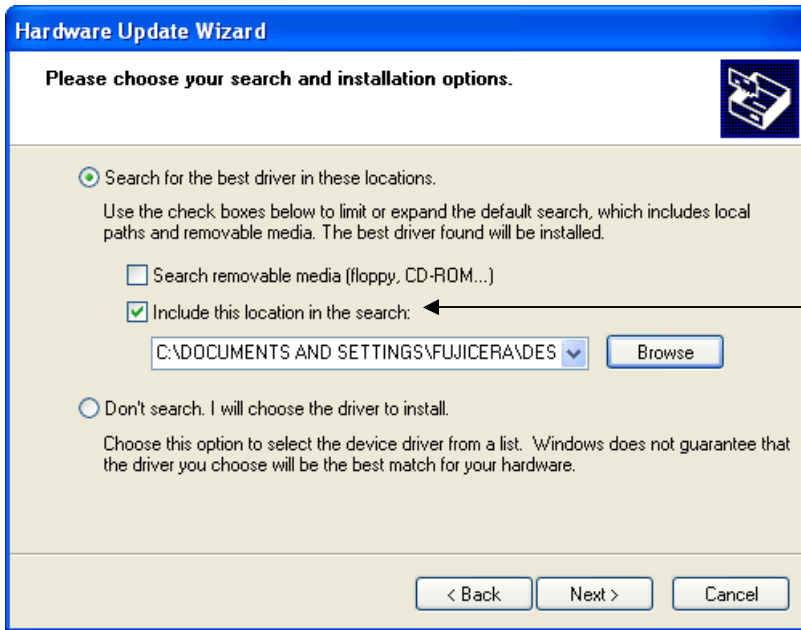 Hardware Update Wizard
Please choose your search and installation options.
Search for the best driver in these locations.
Use the check boxes below to limit or expand the default search, which includes local
paths and removable media. The best driver found will be installed.
Search removable media (floppy, CD-ROM...)
Include this location in the search:
C:\DOCUMENTS AND SETTINGS\FUJICERA\DES
Browse
Don't search. I will choose the driver to install.
Choose this option to select the device driver from a list. Windows does not guarantee that
the driver you choose will be the best match for your hardware.
< Back Next > Cancel